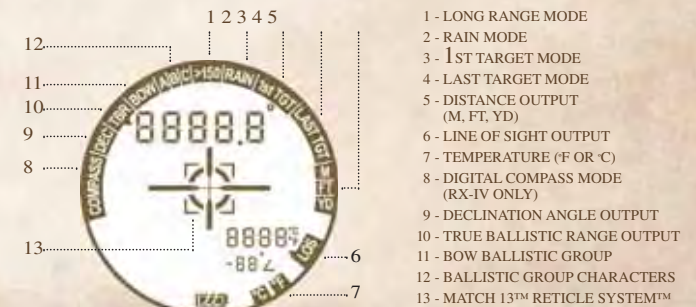 1 2 3 4 5
12
11
10
9
8
COMPASS DEC TBR BOW A B C >150 RAIN 1st TGT LAST TGT M FT YD
8888.8°
8888
-88°∠
LOS
°C °F
13
6
7
1 - LONG RANGE MODE
2 - RAIN MODE
3 - 1ST TARGET MODE
4 - LAST TARGET MODE
5 - DISTANCE OUTPUT
(M, FT, YD)
6 - LINE OF SIGHT OUTPUT
7 - TEMPERATURE (°F OR °C)
8 - DIGITAL COMPASS MODE
(RX-IV ONLY)
9 - DECLINATION ANGLE OUTPUT
10 - TRUE BALLISTIC RANGE OUTPUT
11 - BOW BALLISTIC GROUP
12 - BALLISTIC GROUP CHARACTERS
13 - MATCH 13™ RETICLE SYSTEM™